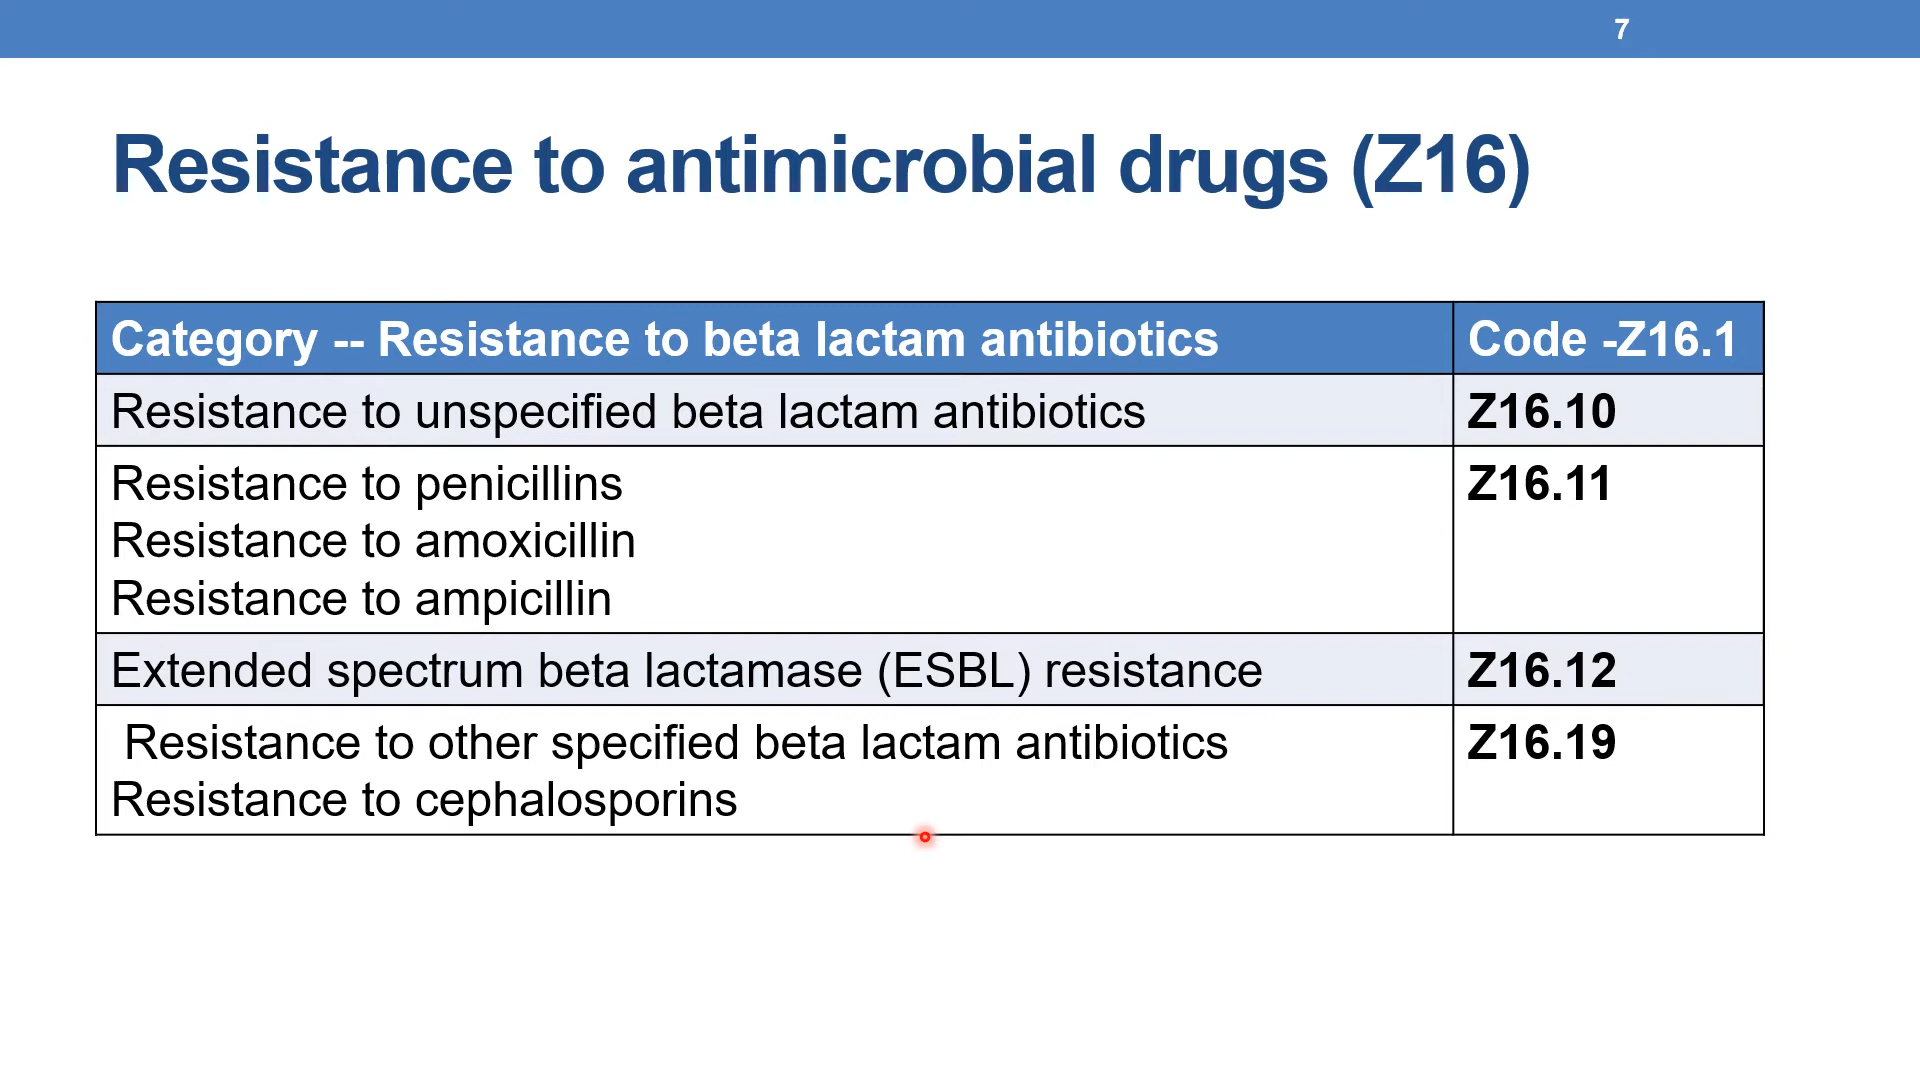 7
Resistance to antimicrobial drugs (Z16)
Category -- Resistance to beta lactam antibiotics Code -Z16.1
Resistance to unspecified beta lactam antibiotics Z16.10
Resistance to penicillins Z16.11
Resistance to amoxicillin
Resistance to ampicillin
Extended spectrum beta lactamase (ESBL) resistance Z16.12
Resistance to other specified beta lactam antibiotics Z16.19
Resistance to cephalosporins